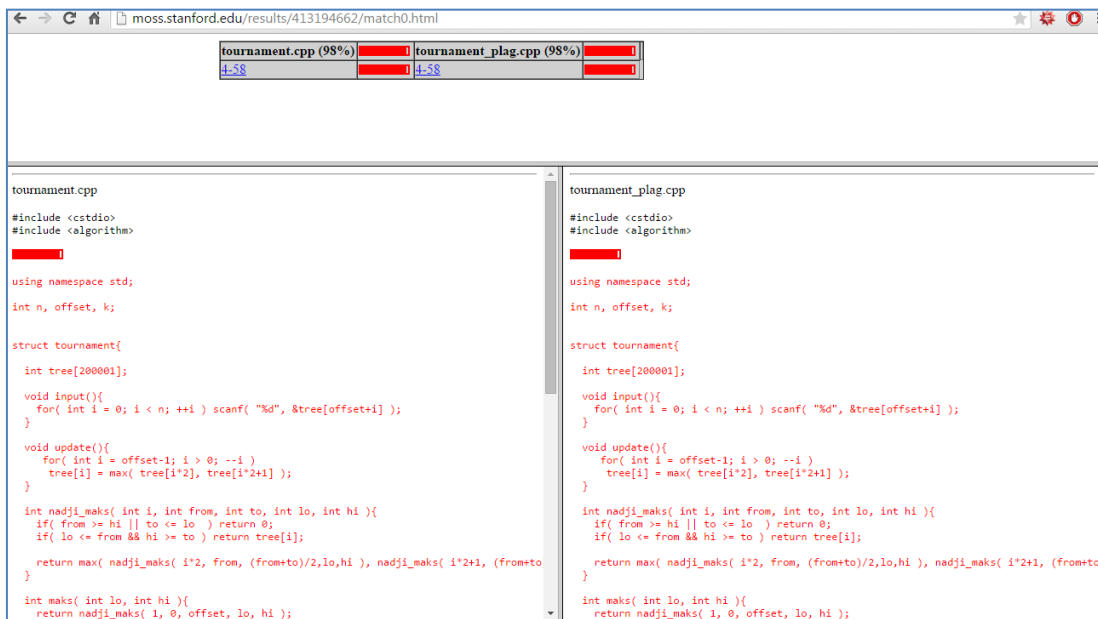 moss.stanford.edu/results/413194662/match0.html
tournament.cpp (98%) tournament_plag.cpp (98%)
4-58 4-58
tournament.cpp
#include <cstdio>
#include <algorithm>
using namespace std;
int n, offset, k;
struct tournament{
int tree[200001];
void input(){
for( int i = 0; i < n; ++i ) scanf( "%d", &tree[offset+i] );
}
void update(){
for( int i = offset-1; i > 0; --i )
tree[i] = max( tree[i*2], tree[i*2+1] );
}
int nadji_maks( int i, int from, int to, int lo, int hi ){
if( from >= hi || to <= lo  ) return 0;
if( lo <= from && hi >= to ) return tree[i];
return max( nadji_maks( i*2, from, (from+to)/2,lo,hi ), nadji_maks( i*2+1, (from+to
}
int maks( int lo, int hi ){
return nadji_maks( 1, 0, offset, lo, hi );
tournament_plag.cpp
#include <cstdio>
#include <algorithm>
using namespace std;
int n, offset, k;
struct tournament{
int tree[200001];
void input(){
for( int i = 0; i < n; ++i ) scanf( "%d", &tree[offset+i] );
}
void update(){
for( int i = offset-1; i > 0; --i )
tree[i] = max( tree[i*2], tree[i*2+1] );
}
int nadji_maks( int i, int from, int to, int lo, int hi ){
if( from >= hi || to <= lo  ) return 0;
if( lo <= from && hi >= to ) return tree[i];
return max( nadji_maks( i*2, from, (from+to)/2,lo,hi ), nadji_maks( i*2+1, (from+to
}
int maks( int lo, int hi ){
return nadji_maks( 1, 0, offset, lo, hi );